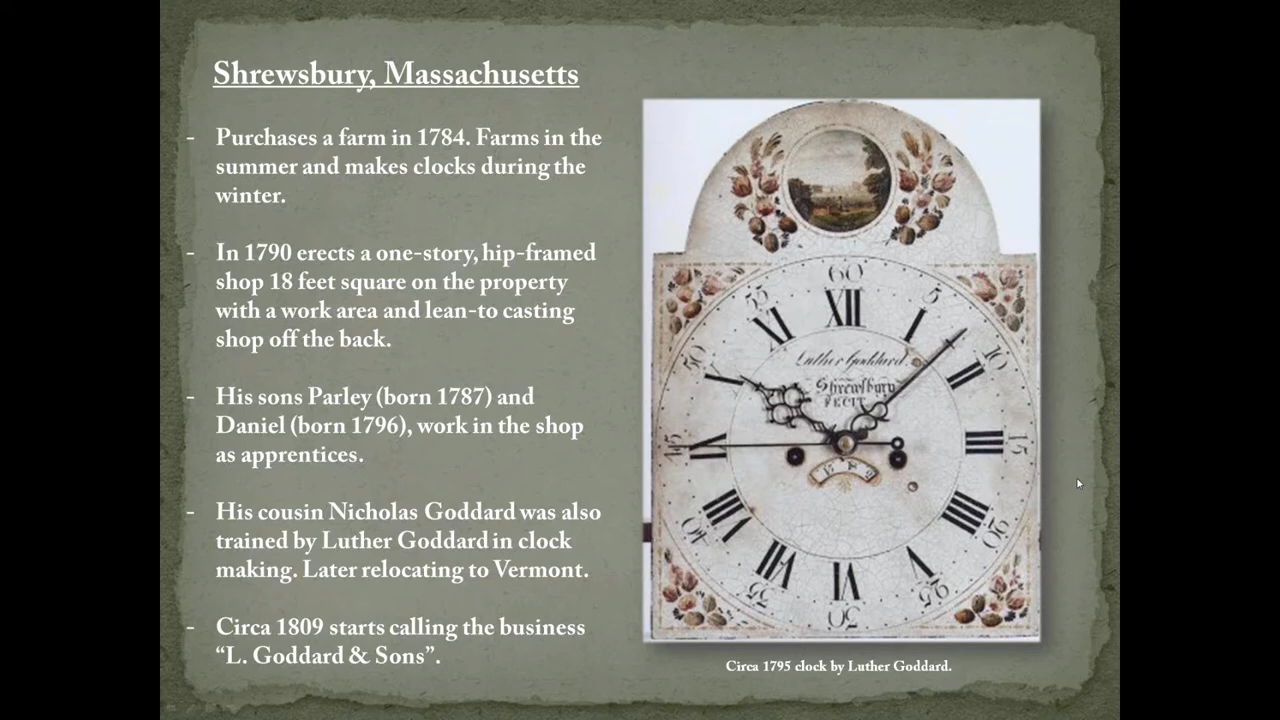 Shrewsbury, Massachusetts
- Purchases a farm in 1784. Farms in the
summer and makes clocks during the
winter.
- In 1790 erects a one-story, hip-framed
shop 18 feet square on the property
with a work area and lean-to casting
shop off the back.
- His sons Parley (born 1787) and
Daniel (born 1796), work in the shop
as apprentices.
- His cousin Nicholas Goddard was also
trained by Luther Goddard in clock
making. Later relocating to Vermont.
- Circa 1809 starts calling the business
“L. Goddard & Sons”.
60
55 5
XII
XI I
50 10
X II
Luther Goddard.
Shrewsbury
FECIT
45 IX III 15
VIII IIII
40 20
VII V
VI
35 25
30
Circa 1795 clock by Luther Goddard.